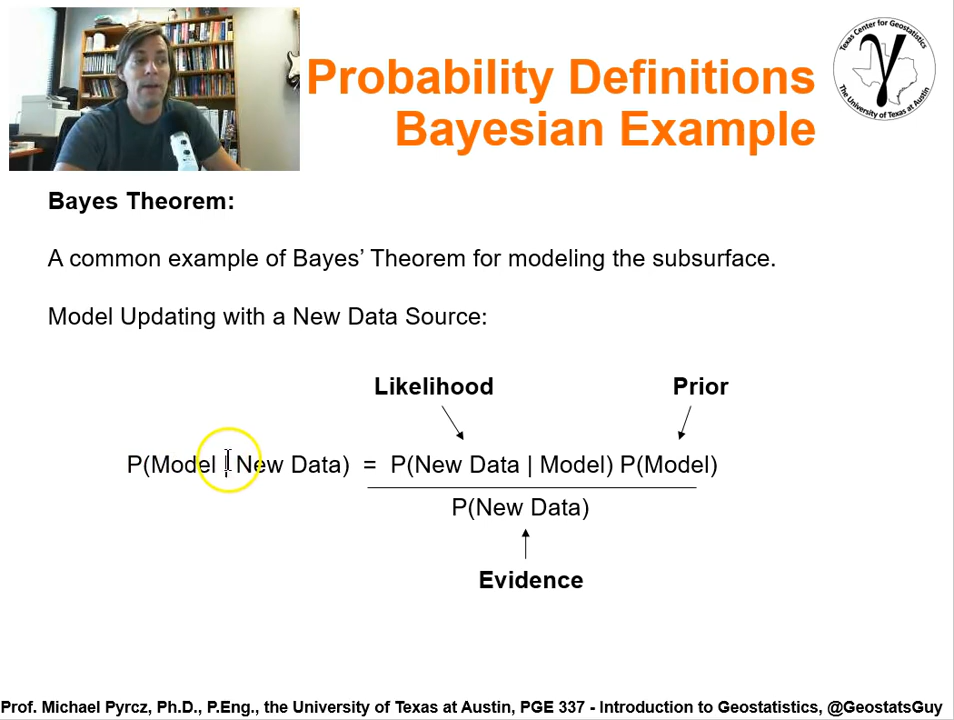 Probability Definitions
Bayesian Example
Texas Center for Geostatistics
The University of Texas at Austin
γ
Bayes Theorem:
A common example of Bayes’ Theorem for modeling the subsurface.
Model Updating with a New Data Source:
Likelihood Prior
P(Model | New Data) = P(New Data | Model) P(Model)
P(New Data)
Evidence
Prof. Michael Pyrcz, Ph.D., P.Eng., the University of Texas at Austin, PGE 337 - Introduction to Geostatistics, @GeostatsGuy